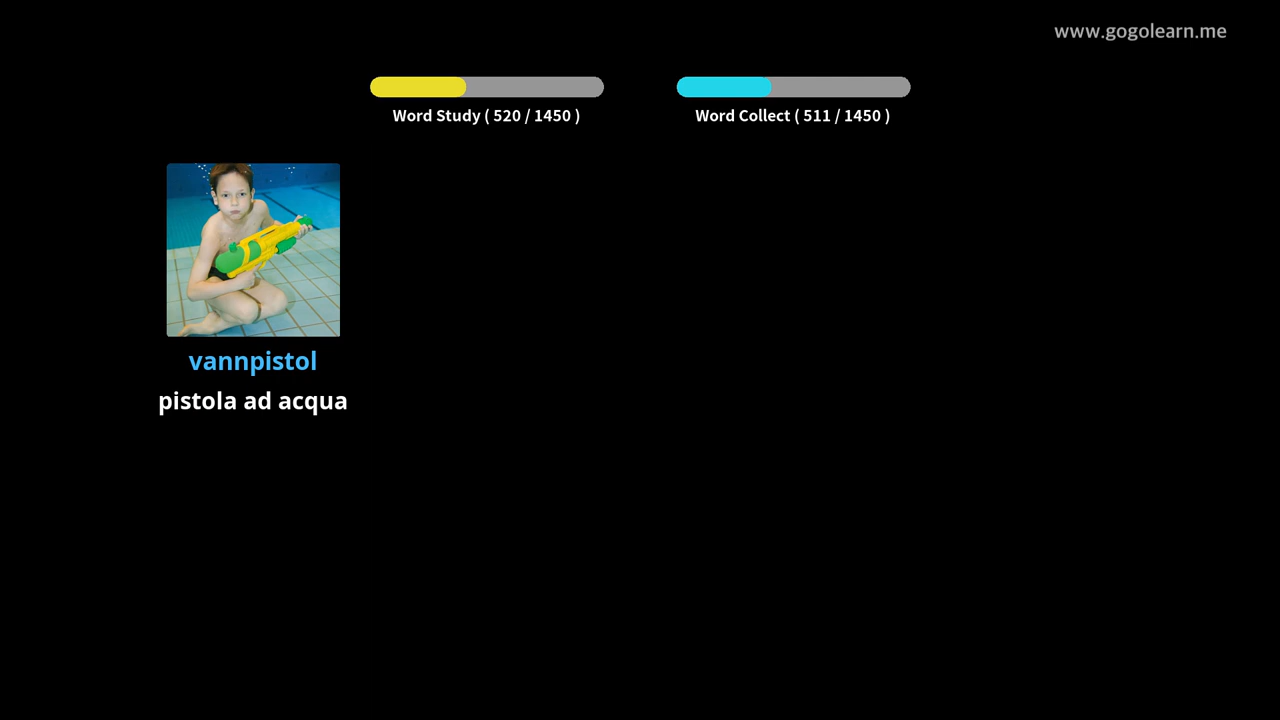 www.gogolearn.me
Word Study ( 520 / 1450 )
Word Collect ( 511 / 1450 )
vannpistol
pistola ad acqua